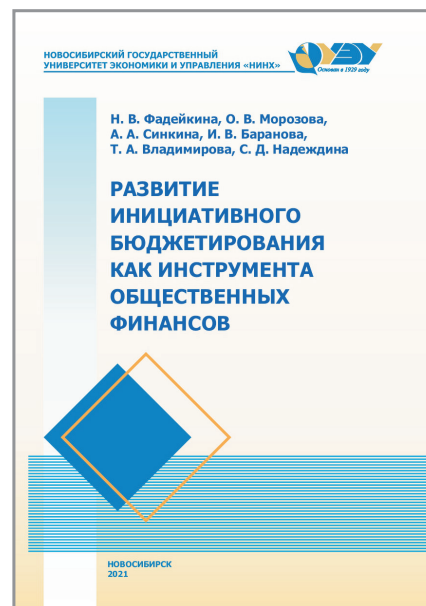 НОВОСИБИРСКИЙ ГОСУДАРСТВЕННЫЙ
УНИВЕРСИТЕТ ЭКОНОМИКИ И УПРАВЛЕНИЯ «НИНХ»
УЭУ
Основан в 1929 году
Н. В. Фадейкина, О. В. Морозова,
А. А. Синкина, И. В. Баранова,
Т. А. Владимирова, С. Д. Надеждина
РАЗВИТИЕ
ИНИЦИАТИВНОГО
БЮДЖЕТИРОВАНИЯ
КАК ИНСТРУМЕНТА
ОБЩЕСТВЕННЫХ
ФИНАНСОВ
НОВОСИБИРСК
2021